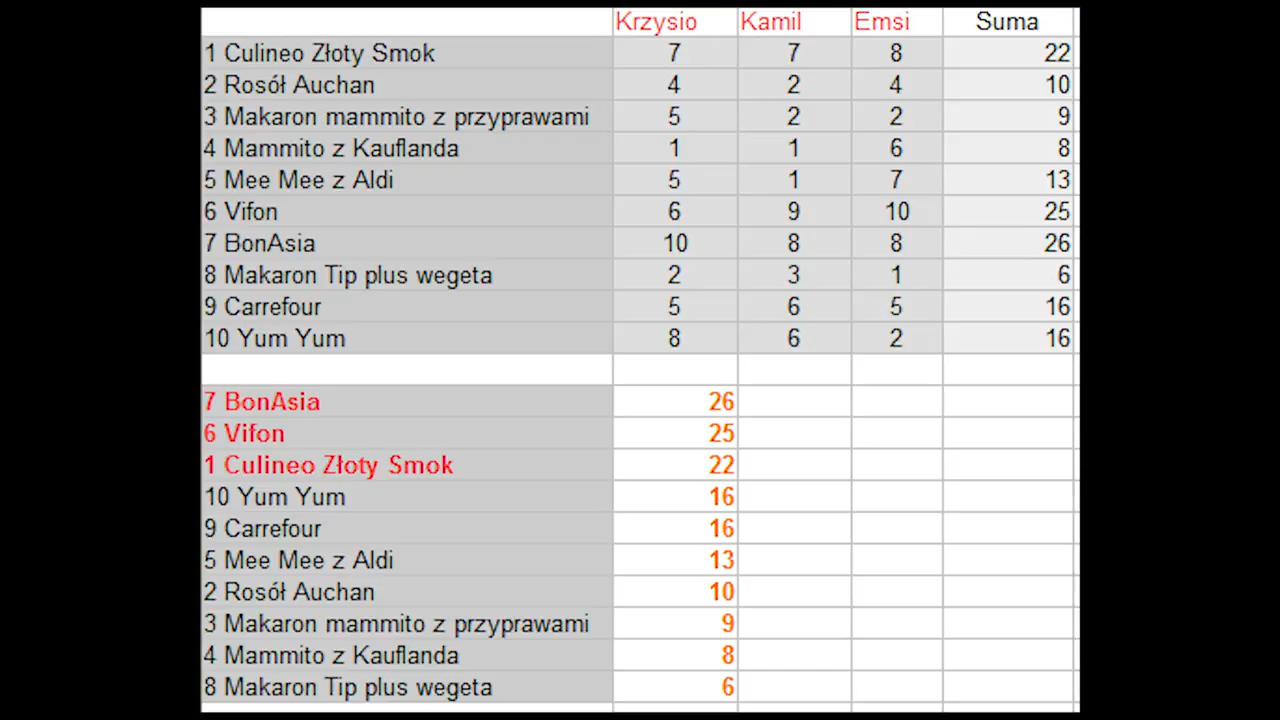 Krzysio Kamil Emsi Suma
1 Culineo Złoty Smok 7 7 8 22
2 Rosół Auchan 4 2 4 10
3 Makaron mammito z przyprawami 5 2 2 9
4 Mammito z Kauflanda 1 1 6 8
5 Mee Mee z Aldi 5 1 7 13
6 Vifon 6 9 10 25
7 BonAsia 10 8 8 26
8 Makaron Tip plus wegeta 2 3 1 6
9 Carrefour 5 6 5 16
10 Yum Yum 8 6 2 16
7 BonAsia 26
6 Vifon 25
1 Culineo Złoty Smok 22
10 Yum Yum 16
9 Carrefour 16
5 Mee Mee z Aldi 13
2 Rosół Auchan 10
3 Makaron mammito z przyprawami 9
4 Mammito z Kauflanda 8
8 Makaron Tip plus wegeta 6